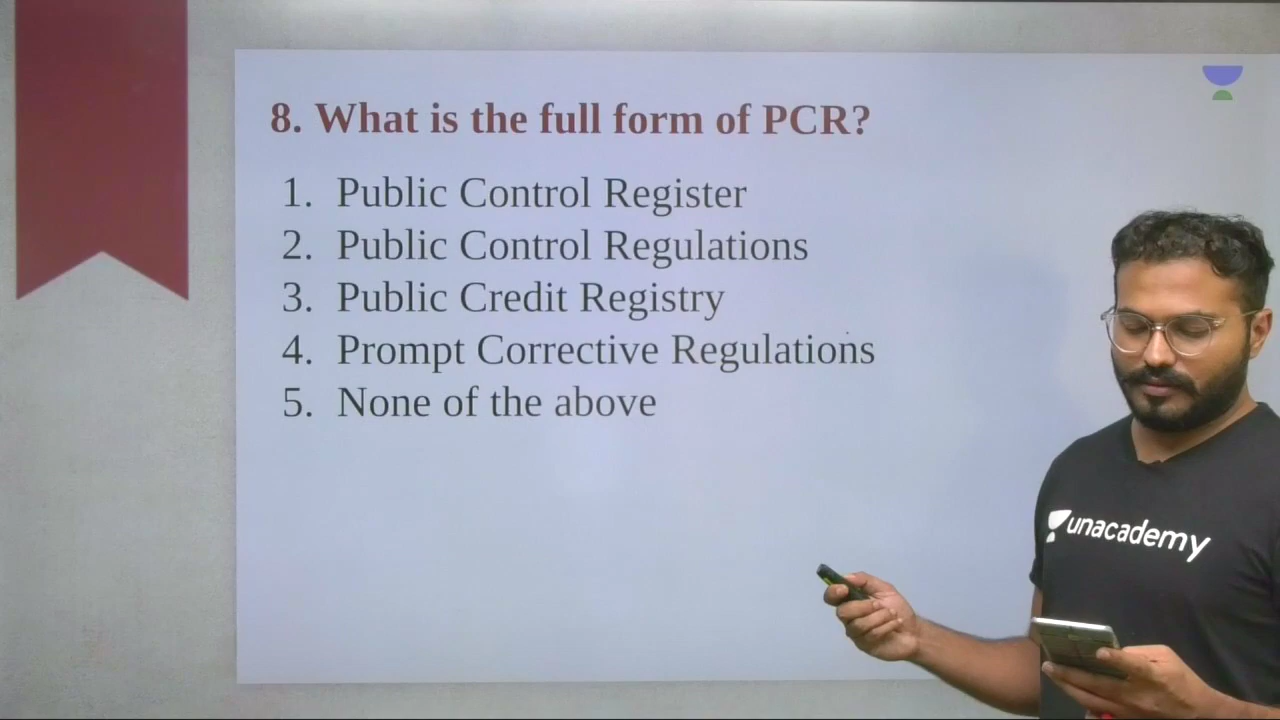 8. What is the full form of PCR?
1. Public Control Register
2. Public Control Regulations
3. Public Credit Registry
4. Prompt Corrective Regulations
5. None of the above
unacademy